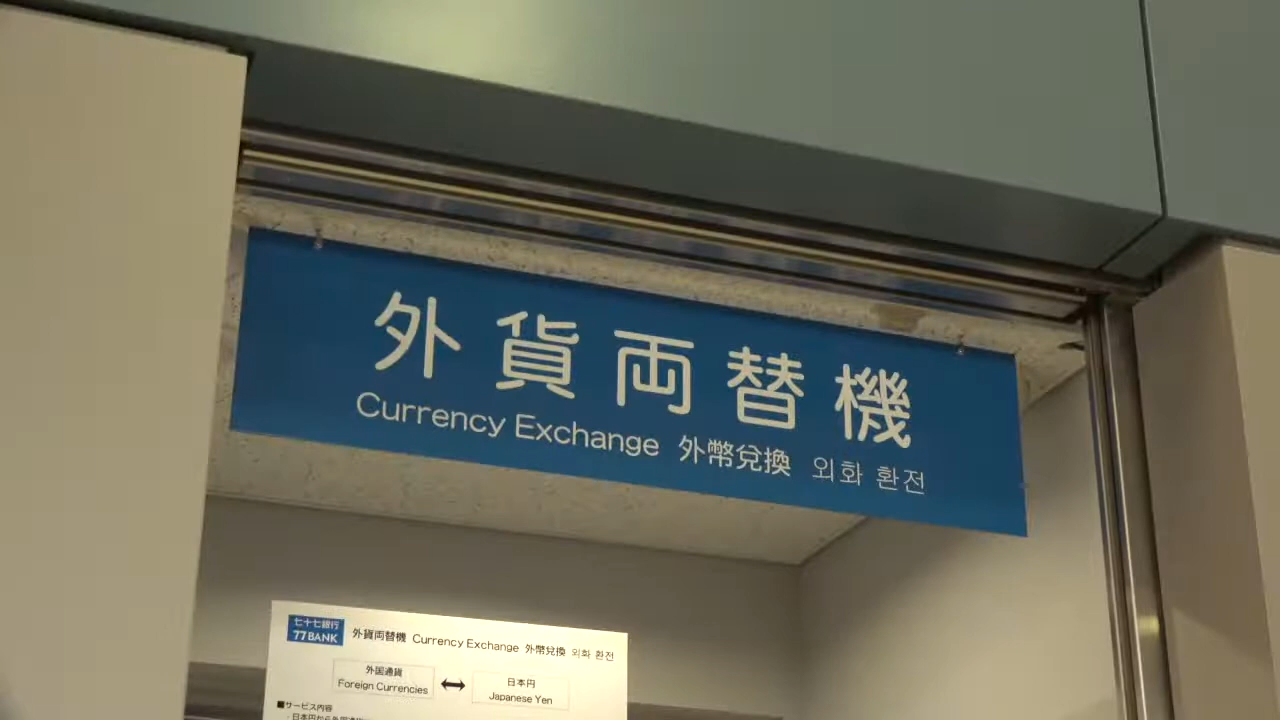 外貨両替機
Currency Exchange 外幣兌換 외화 환전
七十七銀行
77 BANK
外貨両替機 Currency Exchange 外幣兌換 외화 환전
外国通貨
Foreign Currencies
日本円
Japanese Yen
■サービス内容